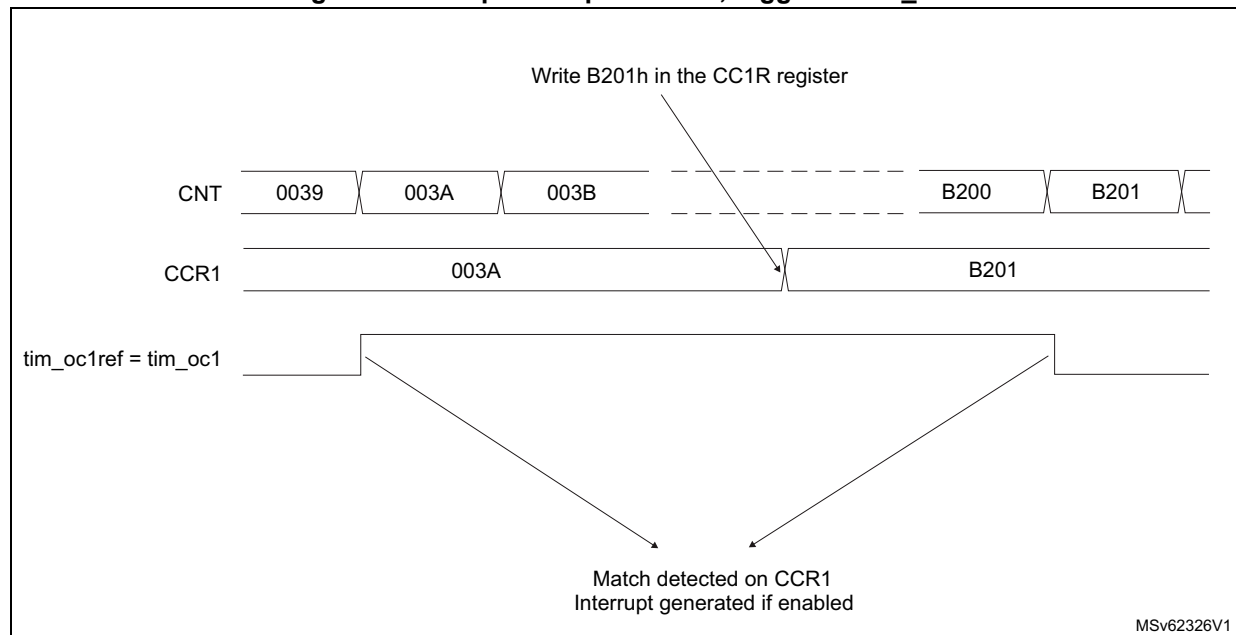 Write B201h in the CC1R register
CNT 0039 003A 003B B200 B201
CCR1 003A B201
tim_oc1ref = tim_oc1
Match detected on CCR1
Interrupt generated if enabled
MSv62326V1